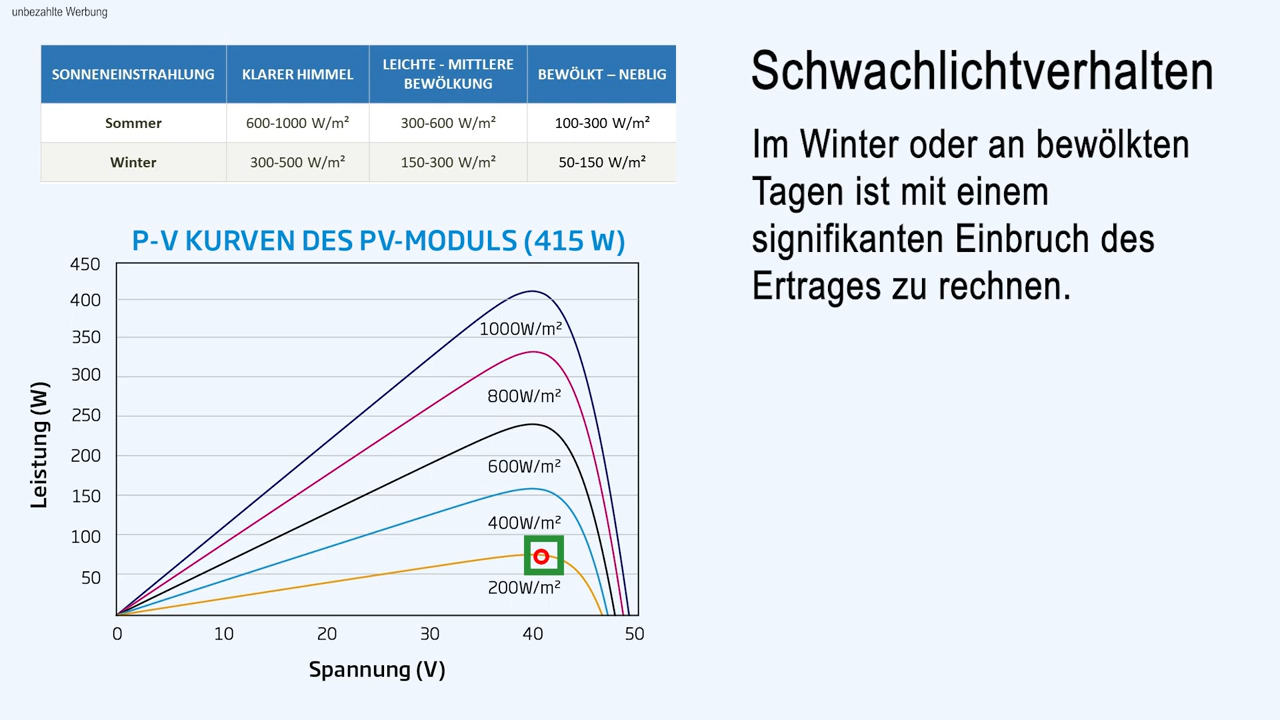 unbezahlte Werbung
SONNENEINSTRAHLUNG KLARER HIMMEL LEICHTE - MITTLERE BEWÖLKUNG BEWÖLKT – NEBLIG
Sommer 600-1000 W/m² 300-600 W/m² 100-300 W/m²
Winter 300-500 W/m² 150-300 W/m² 50-150 W/m²
Schwachlichtverhalten
Im Winter oder an bewölkten
Tagen ist mit einem
signifikanten Einbruch des
Ertrages zu rechnen.
P-V KURVEN DES PV-MODULS (415 W)
Leistung (W)
450
400
350
300
250
200
150
100
50
1000W/m²
800W/m²
600W/m²
400W/m²
200W/m²
0 10 20 30 40 50
Spannung (V)